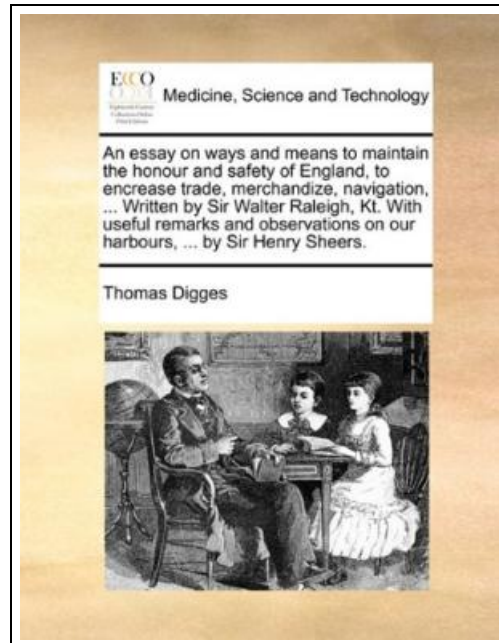 ECCO
Medicine, Science and Technology
An essay on ways and means to maintain
the honour and safety of England, to
encrease trade, merchandize, navigation,
... Written by Sir Walter Raleigh, Kt. With
useful remarks and observations on our
harbours, ... by Sir Henry Sheers.
Thomas Digges